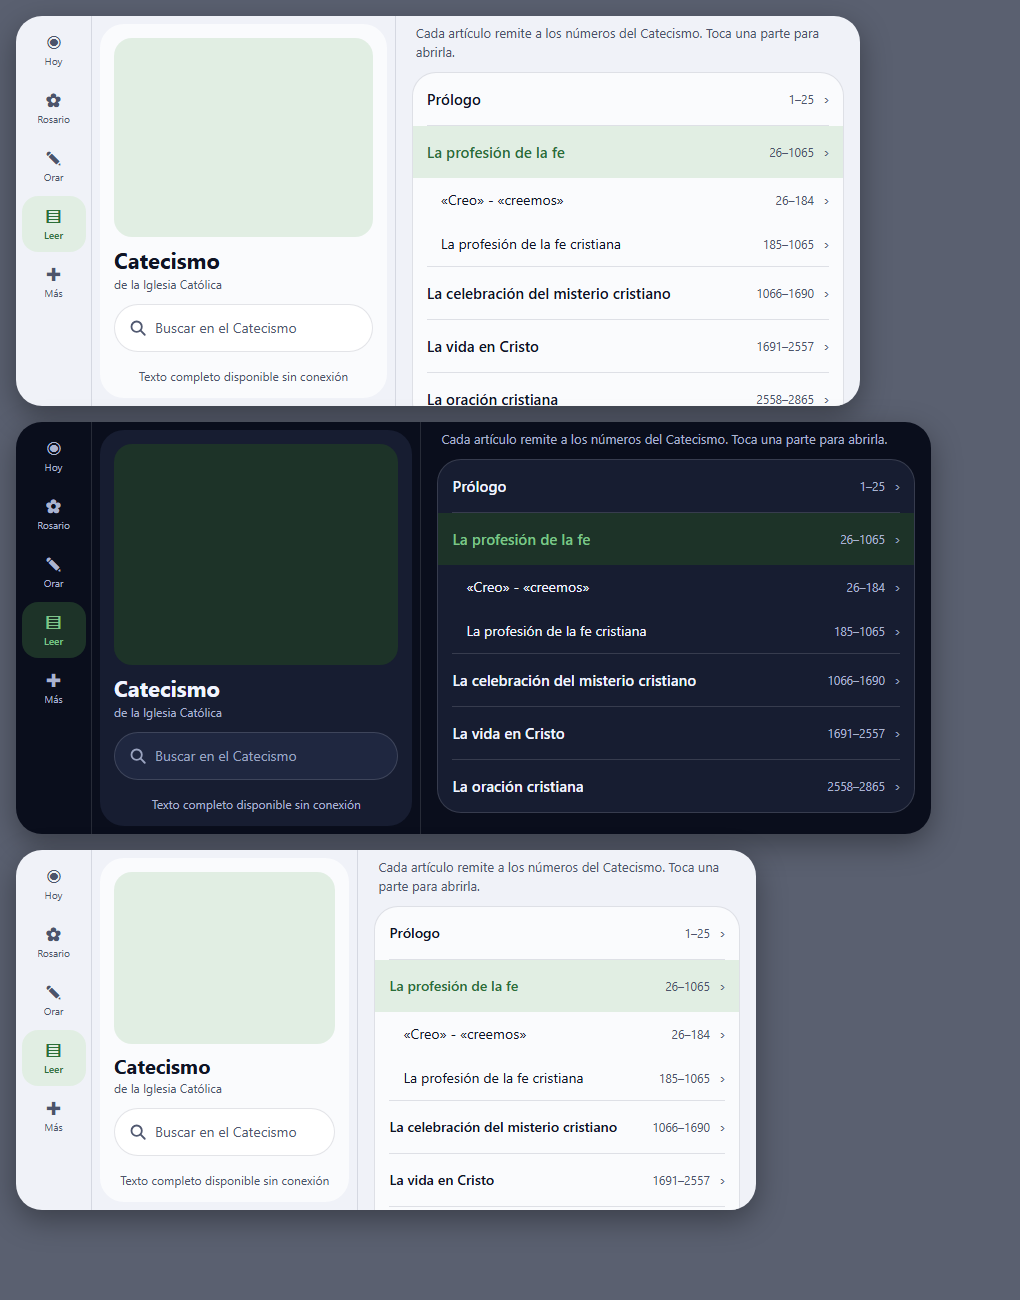 Hoy
Rosario
Orar
Leer
Más
Catecismo
de la Iglesia Católica
Buscar en el Catecismo
Texto completo disponible sin conexión
Cada artículo remite a los números del Catecismo. Toca una parte para
abrirla.
Prólogo 1–25 ›
La profesión de la fe 26–1065 ›
«Creo» - «creemos» 26–184 ›
La profesión de la fe cristiana 185–1065 ›
La celebración del misterio cristiano 1066–1690 ›
La vida en Cristo 1691–2557 ›
La oración cristiana 2558–2865 ›
Hoy
Rosario
Orar
Leer
Más
Catecismo
de la Iglesia Católica
Buscar en el Catecismo
Texto completo disponible sin conexión
Cada artículo remite a los números del Catecismo. Toca una parte para abrirla.
Prólogo 1–25 ›
La profesión de la fe 26–1065 ›
«Creo» - «creemos» 26–184 ›
La profesión de la fe cristiana 185–1065 ›
La celebración del misterio cristiano 1066–1690 ›
La vida en Cristo 1691–2557 ›
La oración cristiana 2558–2865 ›
Hoy
Rosario
Orar
Leer
Más
Catecismo
de la Iglesia Católica
Buscar en el Catecismo
Texto completo disponible sin conexión
Cada artículo remite a los números del Catecismo. Toca una
parte para abrirla.
Prólogo 1–25 ›
La profesión de la fe 26–1065 ›
«Creo» - «creemos» 26–184 ›
La profesión de la fe cristiana 185–1065 ›
La celebración del misterio cristiano 1066–1690 ›
La vida en Cristo 1691–2557 ›